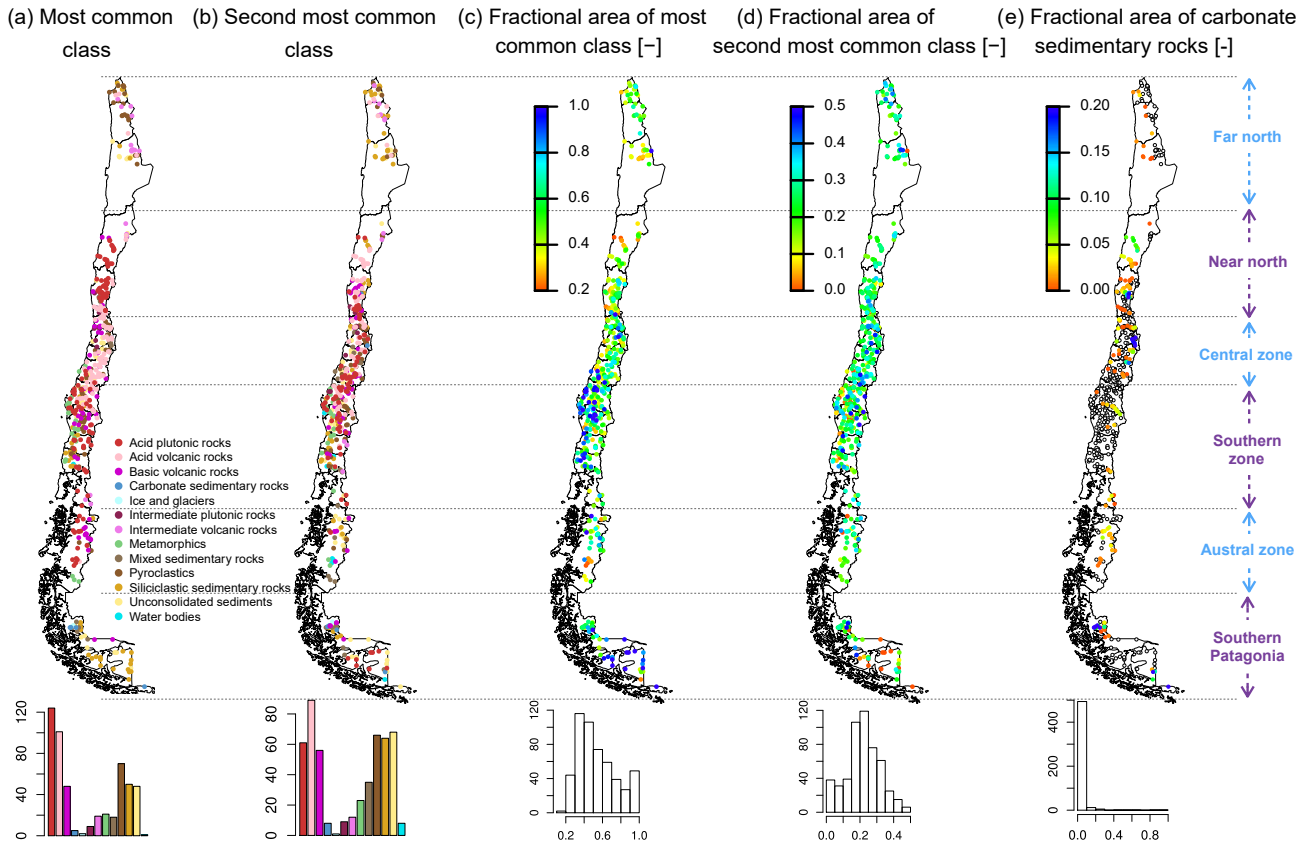 (a) Most common
class
(b) Second most common
class
(c) Fractional area of most
common class [−]
(d) Fractional area of
second most common class [−]
(e) Fractional area of carbonate
sedimentary rocks [-]
1.0
0.8
0.6
0.4
0.2
0.5
0.4
0.3
0.2
0.1
0.0
0.20
0.15
0.10
0.05
0.00
Far north
Near north
Central zone
Southern
zone
Austral zone
Southern
Patagonia
Acid plutonic rocks
Acid volcanic rocks
Basic volcanic rocks
Carbonate sedimentary rocks
Ice and glaciers
Intermediate plutonic rocks
Intermediate volcanic rocks
Metamorphics
Mixed sedimentary rocks
Pyroclastics
Siliciclastic sedimentary rocks
Unconsolidated sediments
Water bodies
120
80
40
0
80
60
40
20
0
120
80
40
0
0.2 0.6 1.0
120
80
40
0
0.0 0.2 0.4
400
200
0
0.0 0.4 0.8